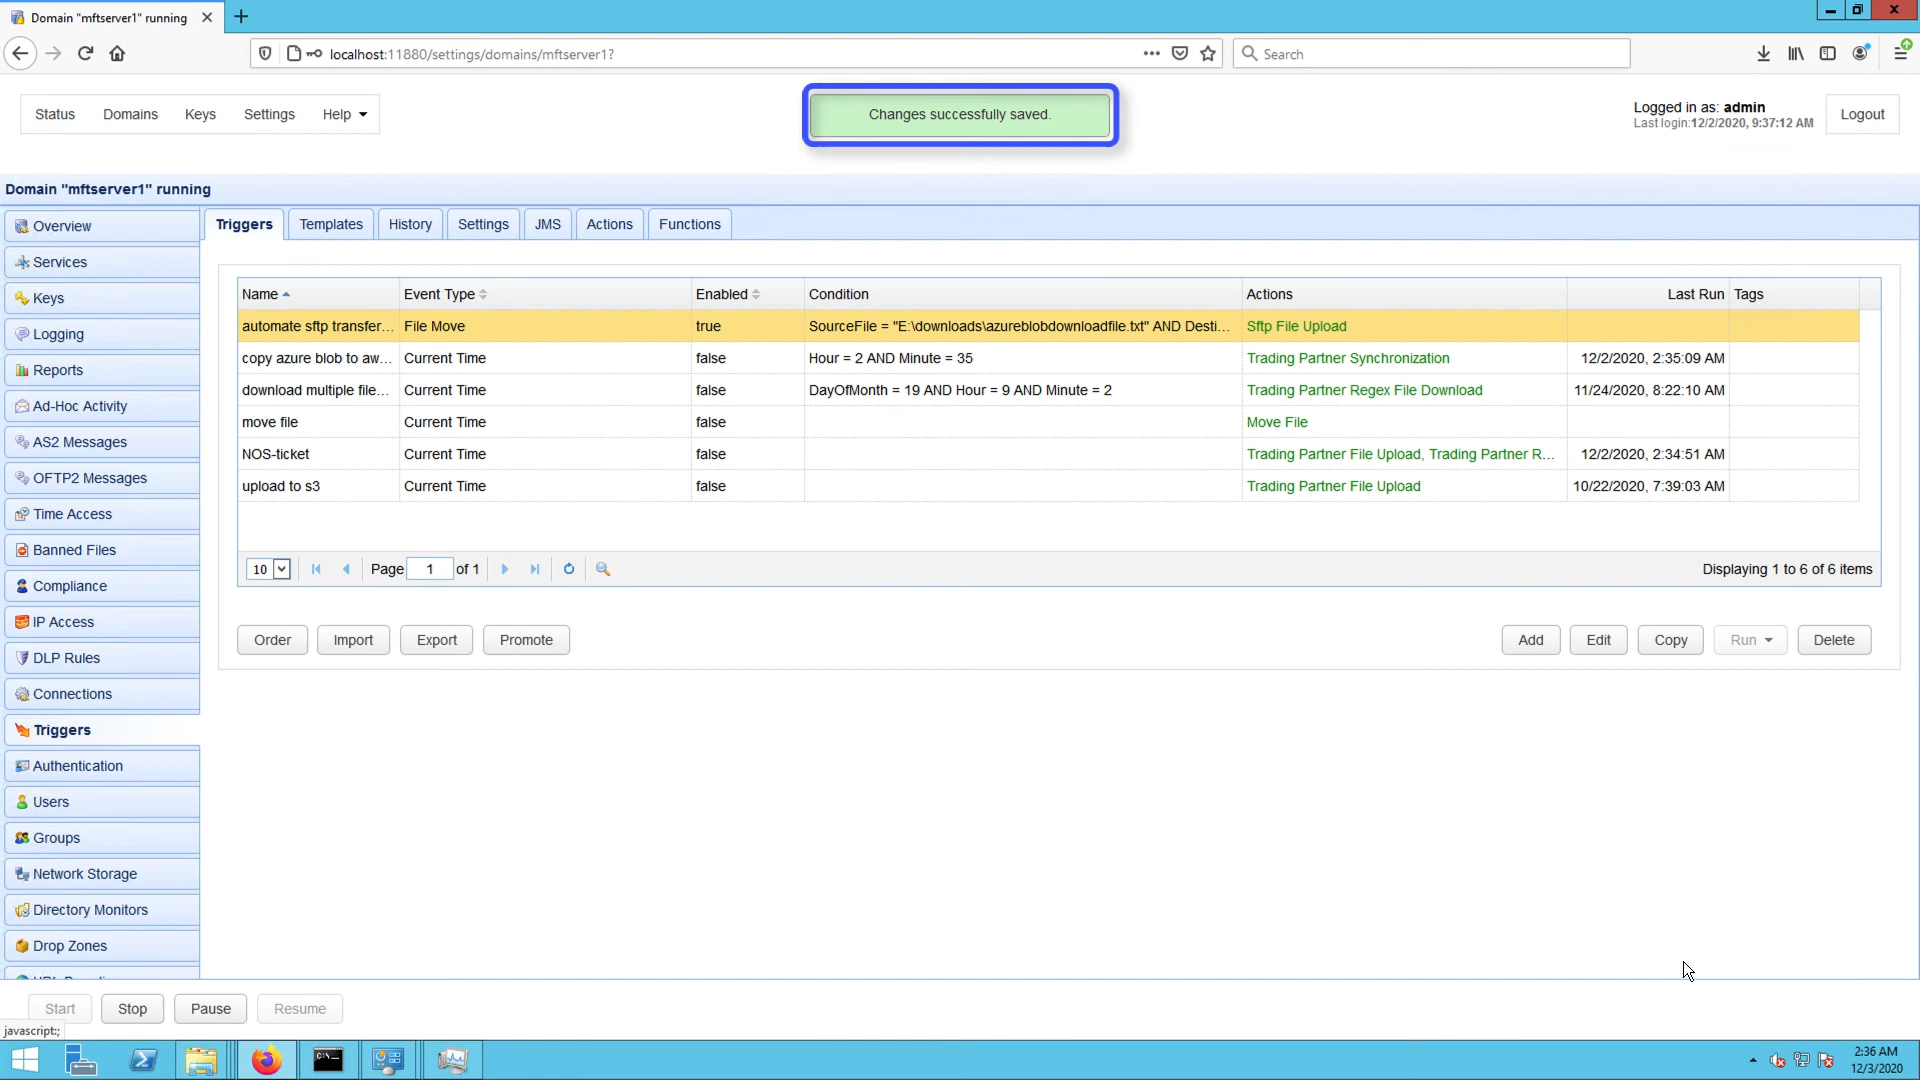 Domain "mftserver1" running
localhost:11880/settings/domains/mftserver1?
Search
Status Domains Keys Settings Help
Changes successfully saved.
Logged in as: admin
Last login:12/2/2020, 9:37:12 AM
Logout
Domain "mftserver1" running
Overview
Services
Keys
Logging
Reports
Ad-Hoc Activity
AS2 Messages
OFTP2 Messages
Time Access
Banned Files
Compliance
IP Access
DLP Rules
Connections
Triggers
Authentication
Users
Groups
Network Storage
Directory Monitors
Drop Zones
Triggers Templates History Settings JMS Actions Functions
Name Event Type Enabled Condition Actions Last Run Tags
automate sftp transfer... File Move true SourceFile = "E:\downloads\azureblobdownloadfile.txt" AND Desti... Sftp File Upload
copy azure blob to aw... Current Time false Hour = 2 AND Minute = 35 Trading Partner Synchronization 12/2/2020, 2:35:09 AM
download multiple file... Current Time false DayOfMonth = 19 AND Hour = 9 AND Minute = 2 Trading Partner Regex File Download 11/24/2020, 8:22:10 AM
move file Current Time false Move File
NOS-ticket Current Time false Trading Partner File Upload, Trading Partner R... 12/2/2020, 2:34:51 AM
upload to s3 Current Time false Trading Partner File Upload 10/22/2020, 7:39:03 AM
10 Page 1 of 1 Displaying 1 to 6 of 6 items
Order Import Export Promote Add Edit Copy Run Delete
Start Stop Pause Resume
javascript:;
2:36 AM
12/3/2020